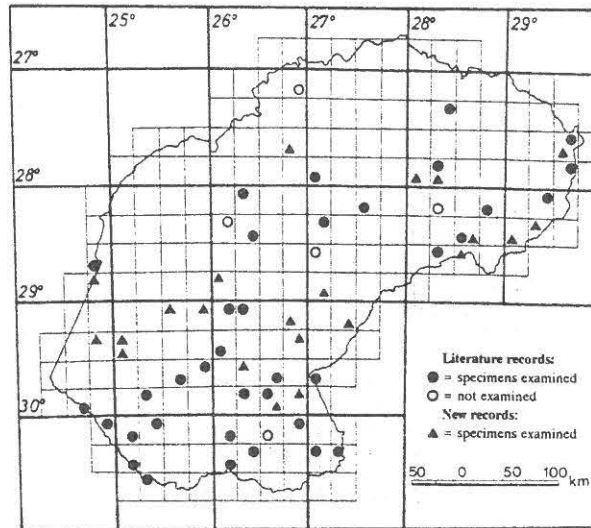 25° 26° 27° 28° 29°
27°
28°
29°
30°
Literature records:
= specimens examined
= not examined
New records:
= specimens examined
50 0 50 100 km